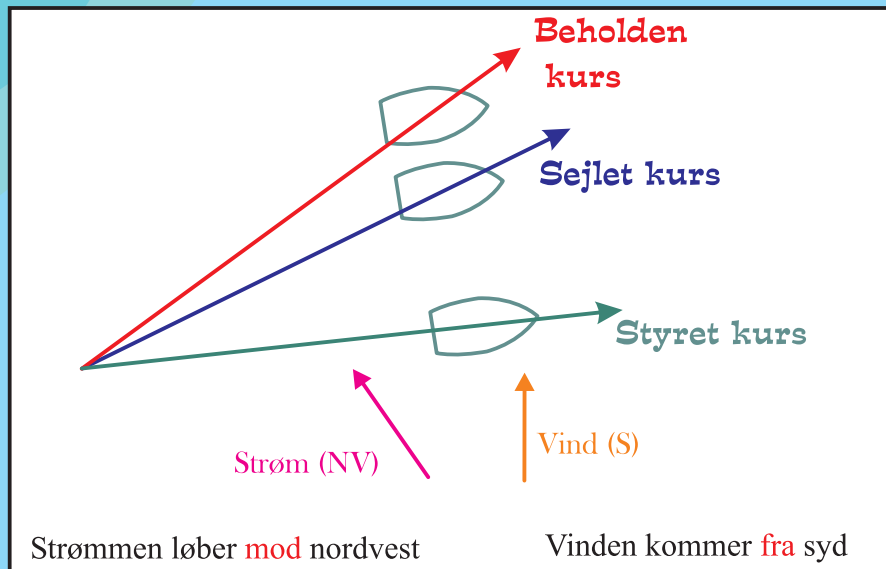 Beholden
kurs
Sejlet kurs
Styret kurs
Strøm (NV)
Vind (S)
Strømmen løber mod nordvest
Vinden kommer fra syd